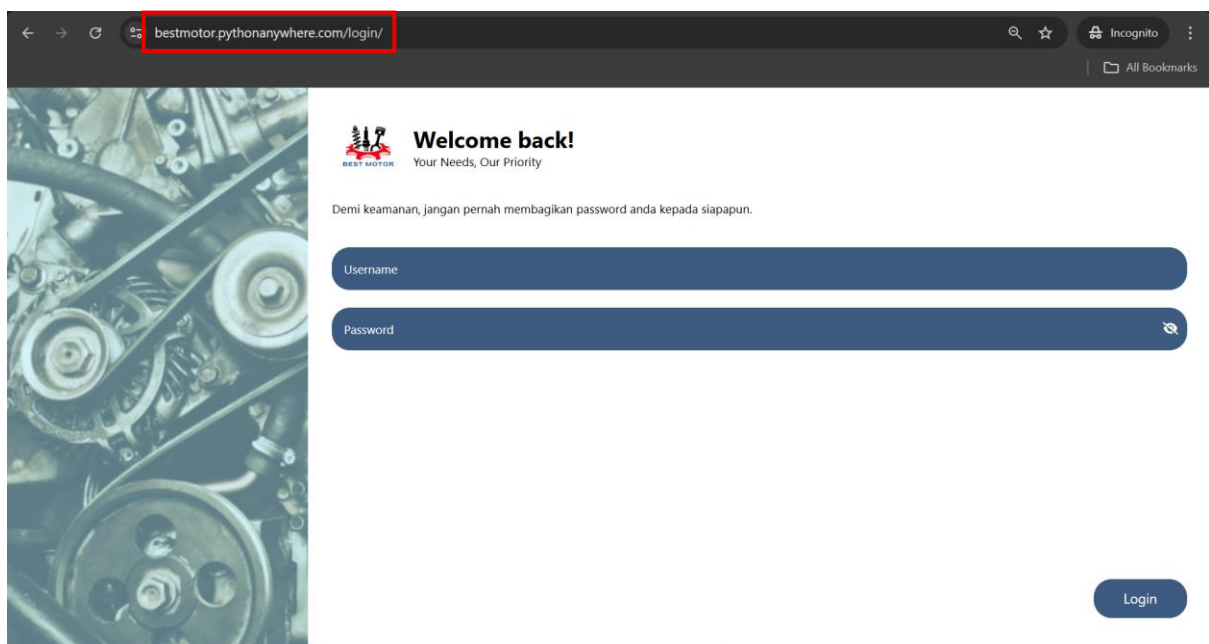 bestmotor.pythonanywhere.com/login/
Incognito
All Bookmarks
BEST MOTOR
Welcome back!
Your Needs, Our Priority
Demi keamanan, jangan pernah membagikan password anda kepada siapapun.
Username
Password
Login